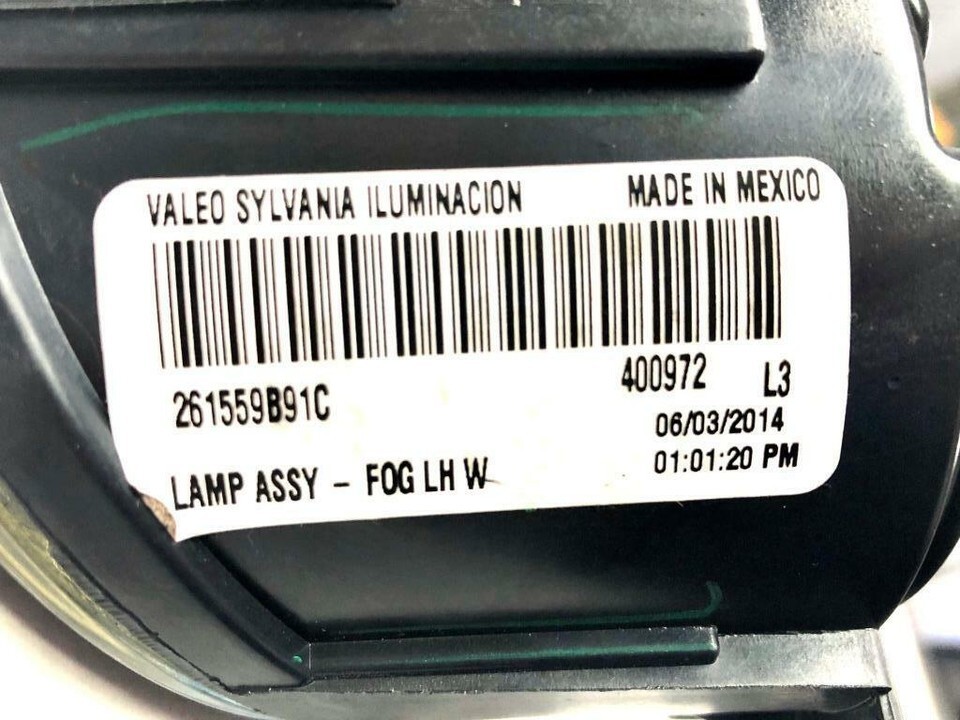 VALEO SYLVANIA ILUMINACION MADE IN MEXICO
261559B91C 400972 L3
06/03/2014
01:01:20 PM
LAMP ASSY - FOG LH W